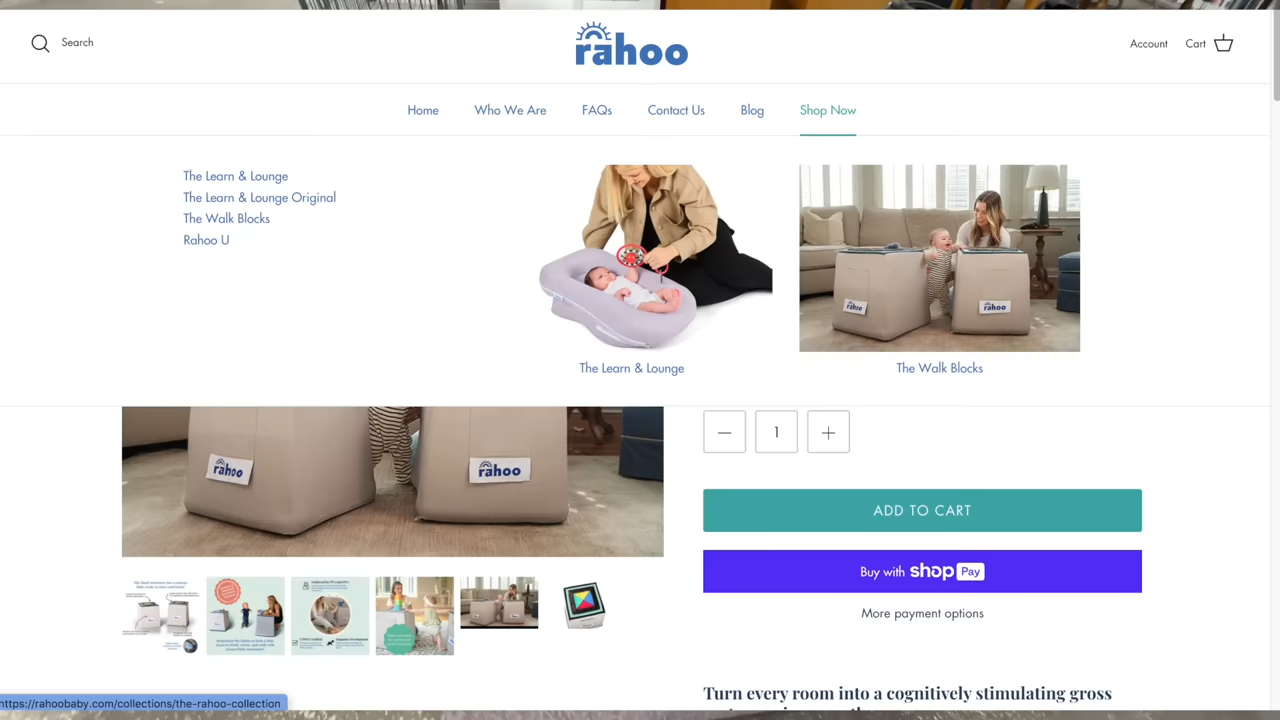 Search
rahoo
Account
Cart
Home
Who We Are
FAQs
Contact Us
Blog
Shop Now
The Learn & Lounge
The Learn & Lounge Original
The Walk Blocks
Rahoo U
rahoo
rahoo
The Learn & Lounge
The Walk Blocks
rahoo
rahoo
1
ADD TO CART
Buy with shop Pay
More payment options
Turn every room into a cognitively stimulating gross
https://rahoobaby.com/collections/the-rahoo-collection